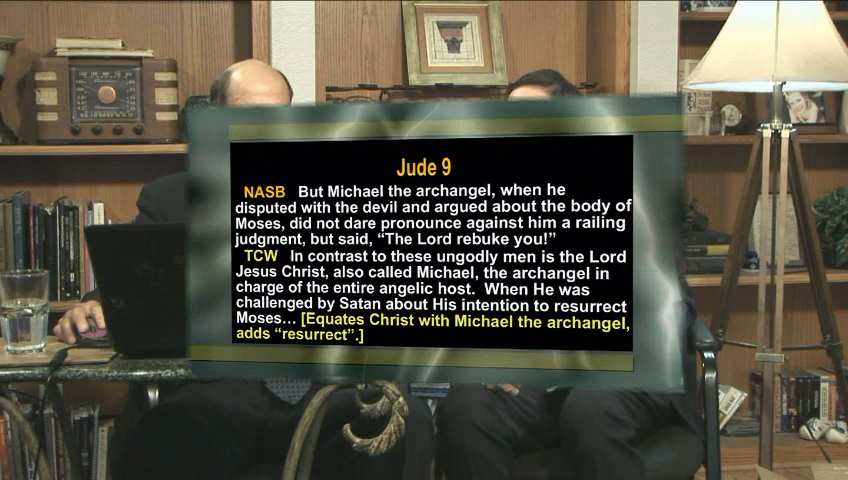 Jude 9
NASB But Michael the archangel, when he
disputed with the devil and argued about the body of
Moses, did not dare pronounce against him a railing
judgment, but said, “The Lord rebuke you!”
TCW In contrast to these ungodly men is the Lord
Jesus Christ, also called Michael, the archangel in
charge of the entire angelic host. When He was
challenged by Satan about His intention to resurrect
Moses... [Equates Christ with Michael the archangel,
adds “resurrect”.]